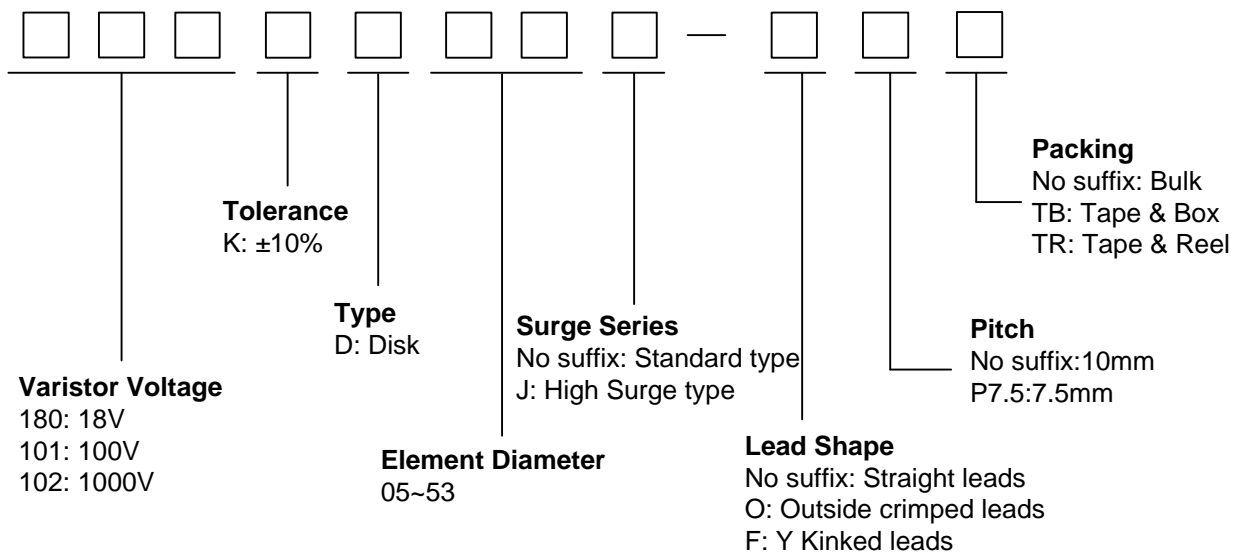 Packing
No suffix: Bulk
TB: Tape & Box
TR: Tape & Reel
Tolerance
K: ±10%
Type
D: Disk
Surge Series
No suffix: Standard type
J: High Surge type
Pitch
No suffix:10mm
P7.5:7.5mm
Varistor Voltage
180: 18V
101: 100V
102: 1000V
Element Diameter
05~53
Lead Shape
No suffix: Straight leads
O: Outside crimped leads
F: Y Kinked leads